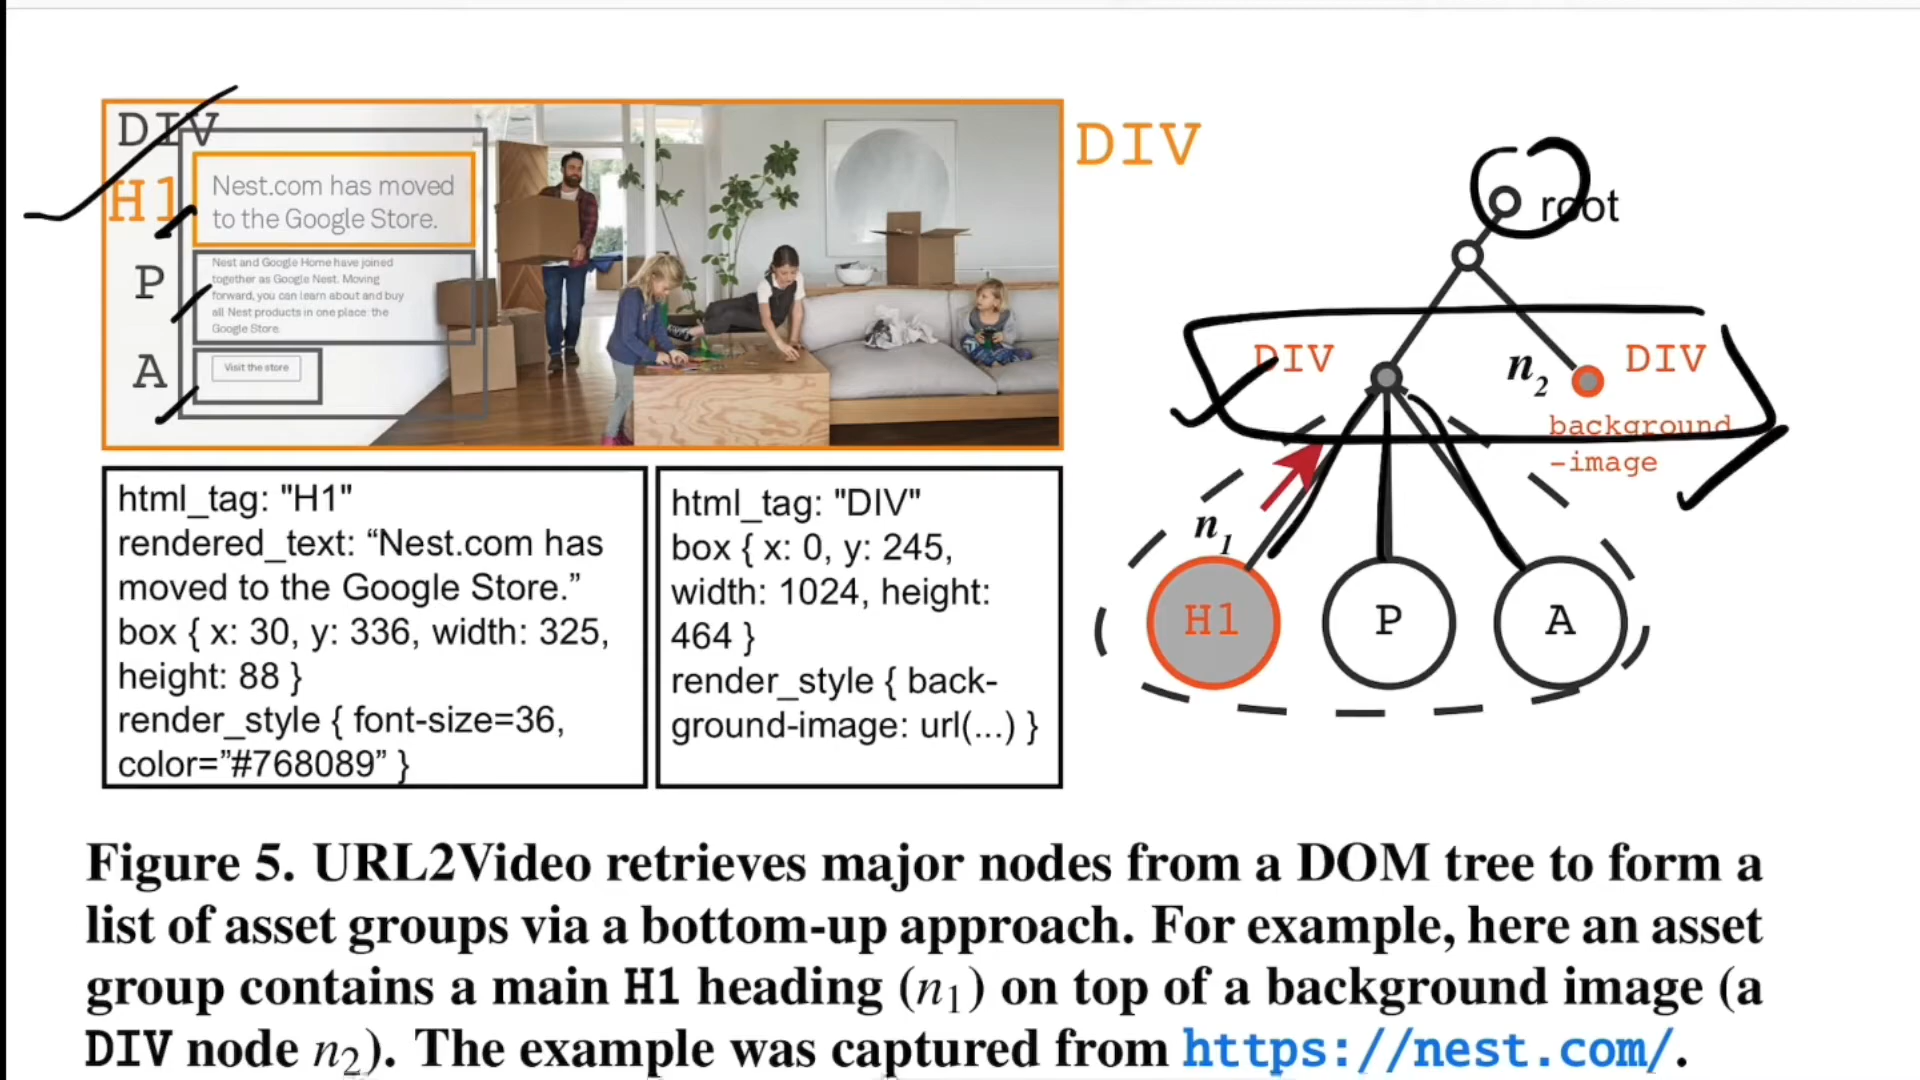 DIV
H1
P
A
Nest.com has moved
to the Google Store.
Nest and Google Home have joined
together as Google Nest. Moving
forward, you can learn about and buy
all Nest products in one place: the
Google Store.
Visit the store
DIV
root
DIV
n2
DIV
background
-image
n1
H1
P
A
html_tag: "H1"
rendered_text: “Nest.com has
moved to the Google Store.”
box { x: 30, y: 336, width: 325,
height: 88 }
render_style { font-size=36,
color=”#768089” }
html_tag: "DIV"
box { x: 0, y: 245,
width: 1024, height:
464 }
render_style { back-
ground-image: url(...) }
Figure 5. URL2Video retrieves major nodes from a DOM tree to form a
list of asset groups via a bottom-up approach. For example, here an asset
group contains a main H1 heading (n1) on top of a background image (a
DIV node n2). The example was captured from https://nest.com/.